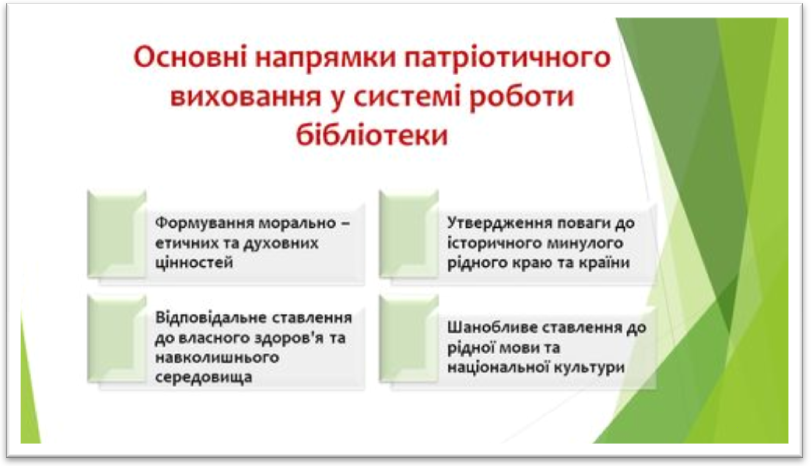 Основні напрямки патріотичного
виховання у системі роботи
бібліотеки
Формування морально –
етичних та духовних
цінностей
Утвердження поваги до
історичного минулого
рідного краю та країни
Відповідальне ставлення
до власного здоров'я та
навколишнього
середовища
Шанобливе ставлення до
рідної мови та
національної культури